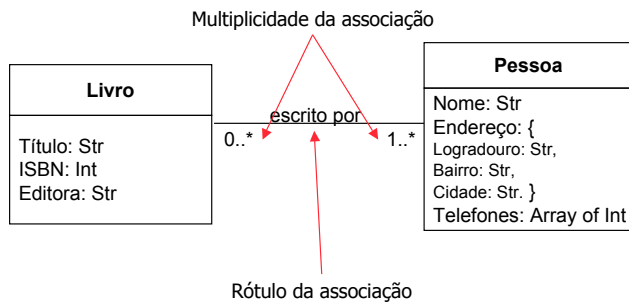 Multiplicidade da associação
Livro
Título: Str
ISBN: Int
Editora: Str
escrito por
0..*
1..*
Pessoa
Nome: Str
Endereço: {
Logradouro: Str,
Bairro: Str,
Cidade: Str. }
Telefones: Array of Int
Rótulo da associação